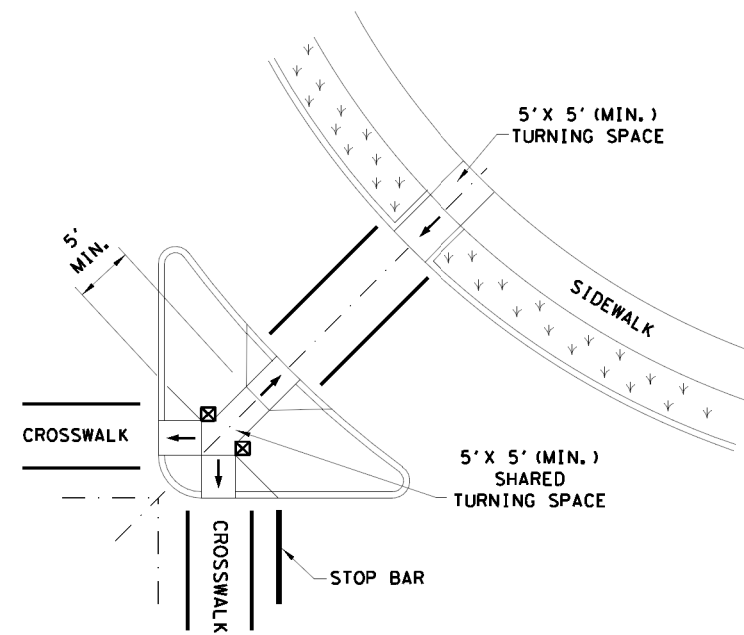 5' X 5' (MIN.)
TURNING SPACE
5'
MIN.
SIDEWALK
CROSSWALK
5' X 5' (MIN.)
SHARED
TURNING SPACE
CROSSWALK
STOP BAR